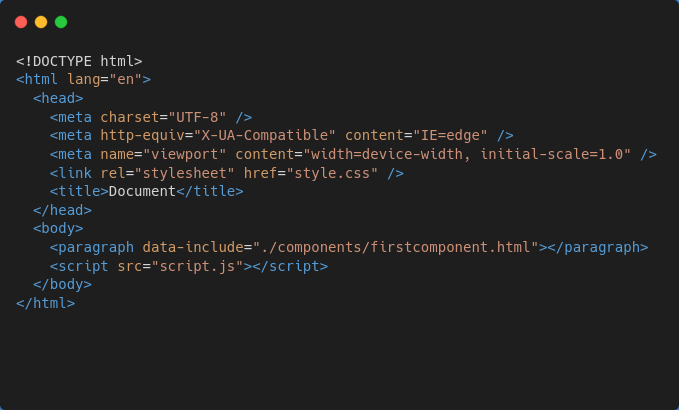 <!DOCTYPE html>
<html lang="en">
  <head>
    <meta charset="UTF-8" />
    <meta http-equiv="X-UA-Compatible" content="IE=edge" />
    <meta name="viewport" content="width=device-width, initial-scale=1.0" />
    <link rel="stylesheet" href="style.css" />
    <title>Document</title>
  </head>
  <body>
    <paragraph data-include="./components/firstcomponent.html"></paragraph>
    <script src="script.js"></script>
  </body>
</html>